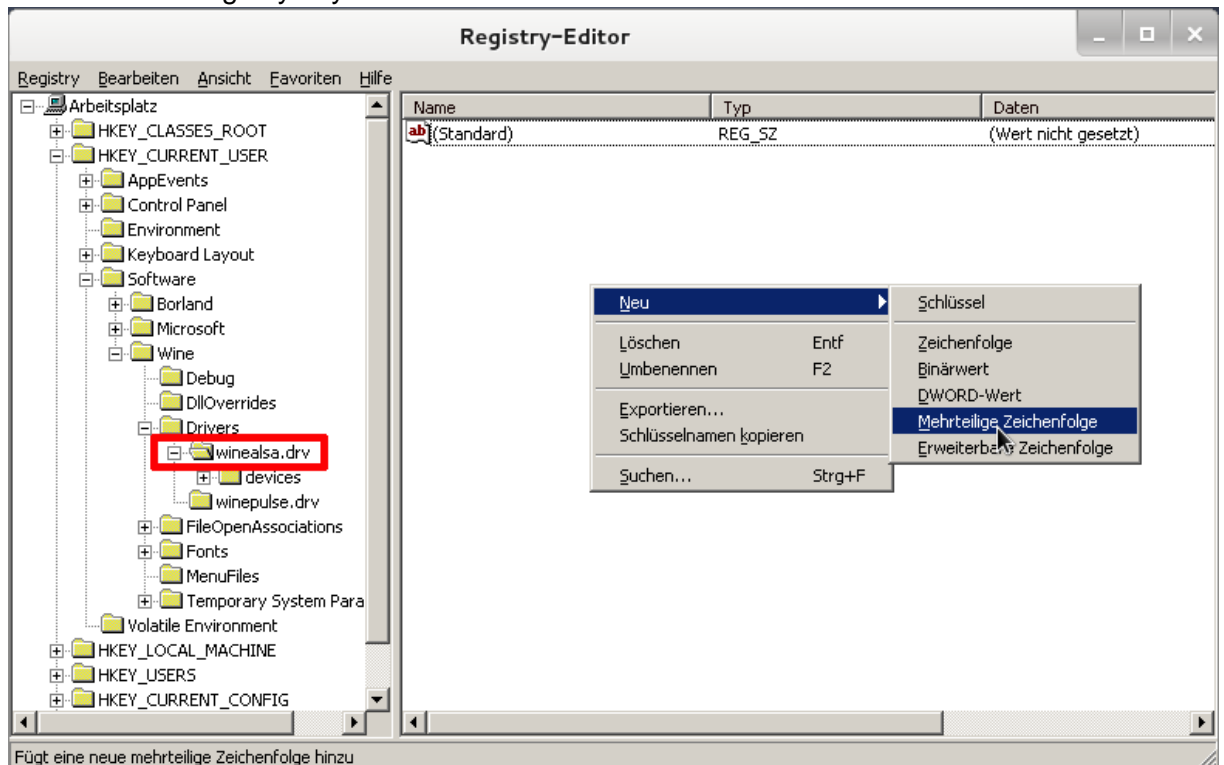 Registry-Editor
Registry Bearbeiten Ansicht Favoriten Hilfe
Arbeitsplatz
HKEY_CLASSES_ROOT
HKEY_CURRENT_USER
AppEvents
Control Panel
Environment
Keyboard Layout
Software
Borland
Microsoft
Wine
Debug
DllOverrides
Drivers
winealsa.drv
devices
winepulse.drv
FileOpenAssociations
Fonts
MenuFiles
Temporary System Para
Volatile Environment
HKEY_LOCAL_MACHINE
HKEY_USERS
HKEY_CURRENT_CONFIG
Name Typ Daten
ab (Standard) REG_SZ (Wert nicht gesetzt)
Neu
Löschen Entf
Umbenennen F2
Exportieren...
Schlüsselnamen kopieren
Suchen... Strg+F
Schlüssel
Zeichenfolge
Binärwert
DWORD-Wert
Mehrteilige Zeichenfolge
Erweiterbare Zeichenfolge
Fügt eine neue mehrteilige Zeichenfolge hinzu